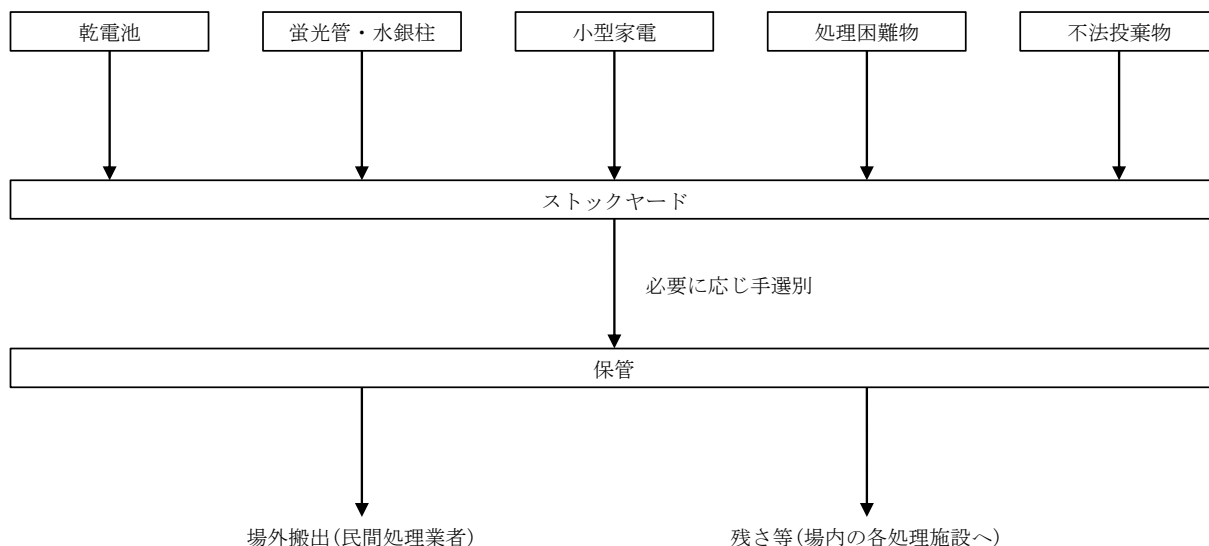 乾電池
蛍光管・水銀柱
小型家電
処理困難物
不法投棄物
ストックヤード
必要に応じ手選別
保管
場外搬出(民間処理業者)
残さ等(場内の各処理施設へ)